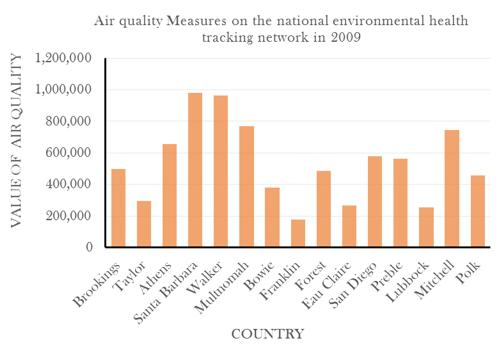 Air quality Measures on the national environmental health
tracking network in 2009
VALUE OF AIR QUALITY
1,200,000
1,000,000
800,000
600,000
400,000
200,000
0
Brookings
Taylor
Athens
Santa Barbara
Walker
Multnomah
Bowie
Franklin
Forest
Eau Claire
San Diego
Preble
Lubbock
Mitchell
Polk
COUNTRY